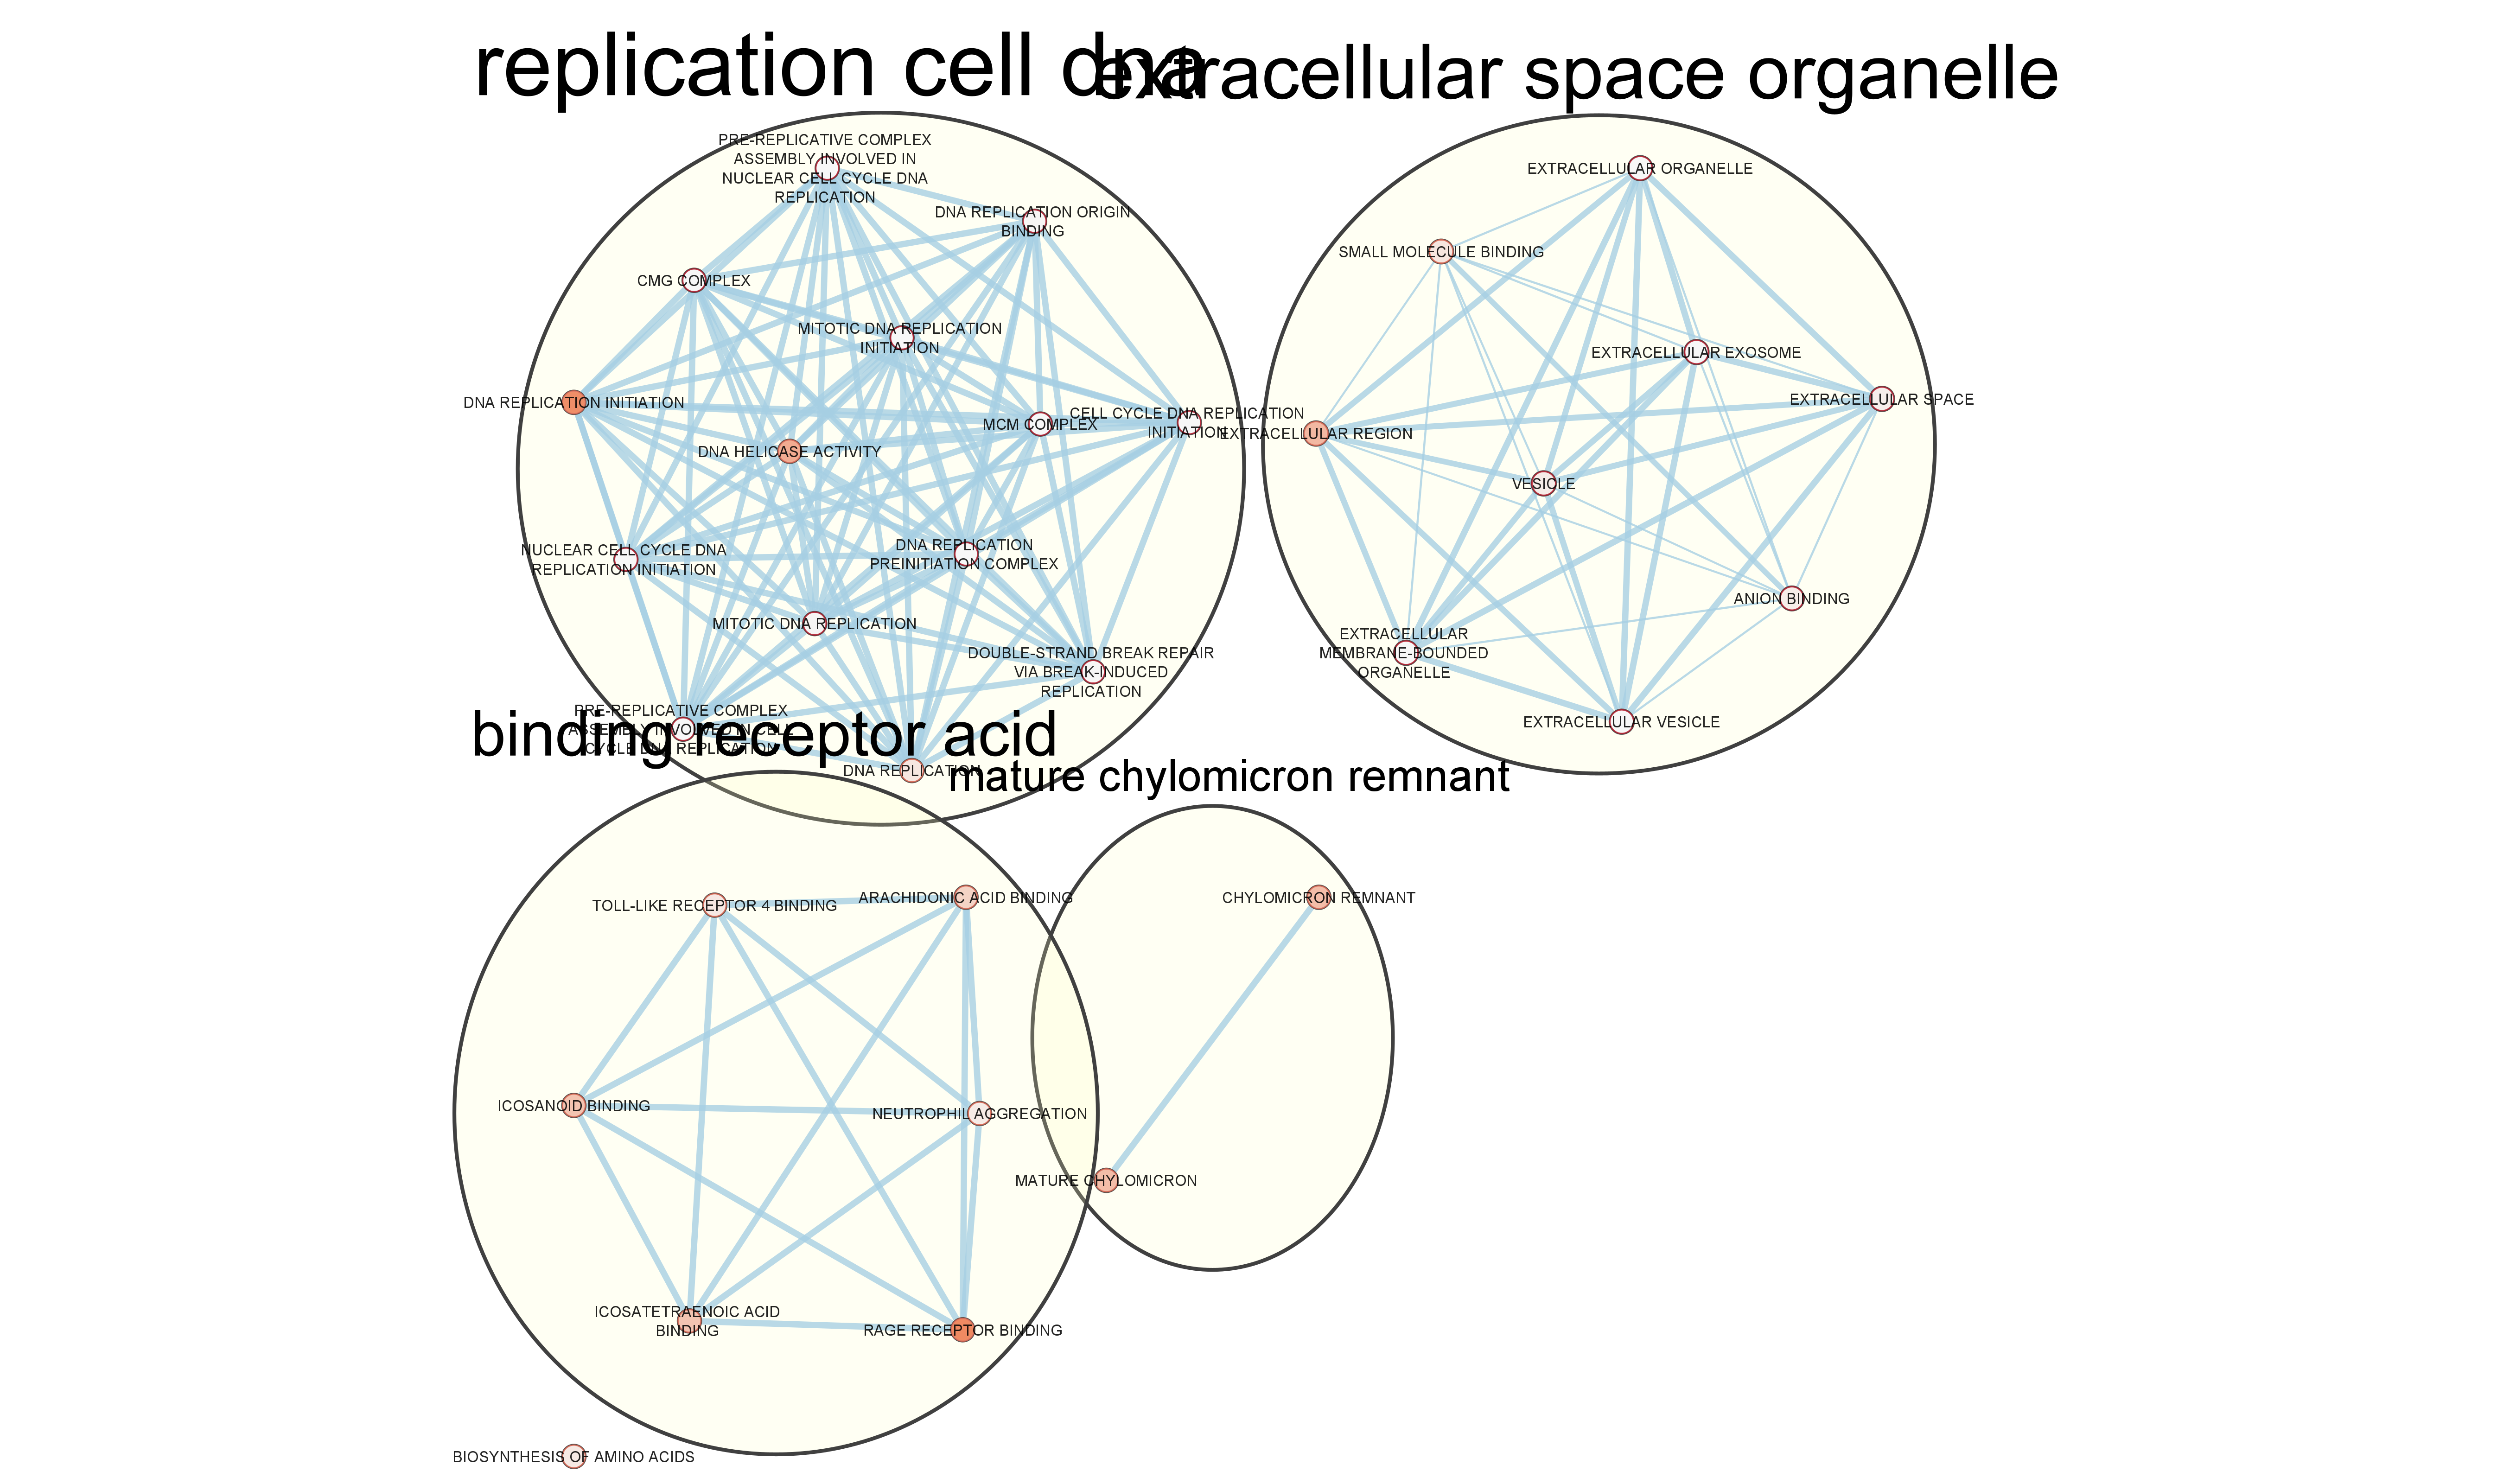 replication cell dna
extracellular space organelle
PRE-REPLICATIVE COMPLEX
ASSEMBLY INVOLVED IN
NUCLEAR CELL CYCLE DNA
REPLICATION
DNA REPLICATION ORIGIN
BINDING
CMG COMPLEX
MITOTIC DNA REPLICATION
INITIATION
DNA REPLICATION INITIATION
MCM COMPLEX
CELL CYCLE DNA REPLICATION
INITIATION
DNA HELICASE ACTIVITY
NUCLEAR CELL CYCLE DNA
REPLICATION INITIATION
DNA REPLICATION
PREINITIATION COMPLEX
MITOTIC DNA REPLICATION
DOUBLE-STRAND BREAK REPAIR
VIA BREAK-INDUCED
REPLICATION
PRE-REPLICATIVE COMPLEX
ASSEMBLY INVOLVED IN CELL
CYCLE DNA REPLICATION
DNA REPLICATION
EXTRACELLULAR ORGANELLE
SMALL MOLECULE BINDING
EXTRACELLULAR EXOSOME
EXTRACELLULAR SPACE
EXTRACELLULAR REGION
VESICLE
ANION BINDING
EXTRACELLULAR
MEMBRANE-BOUNDED
ORGANELLE
EXTRACELLULAR VESICLE
binding receptor acid
mature chylomicron remnant
TOLL-LIKE RECEPTOR 4 BINDING
ARACHIDONIC ACID BINDING
CHYLOMICRON REMNANT
ICOSANOID BINDING
NEUTROPHIL AGGREGATION
MATURE CHYLOMICRON
ICOSATETRAENOIC ACID
BINDING
RAGE RECEPTOR BINDING
BIOSYNTHESIS OF AMINO ACIDS